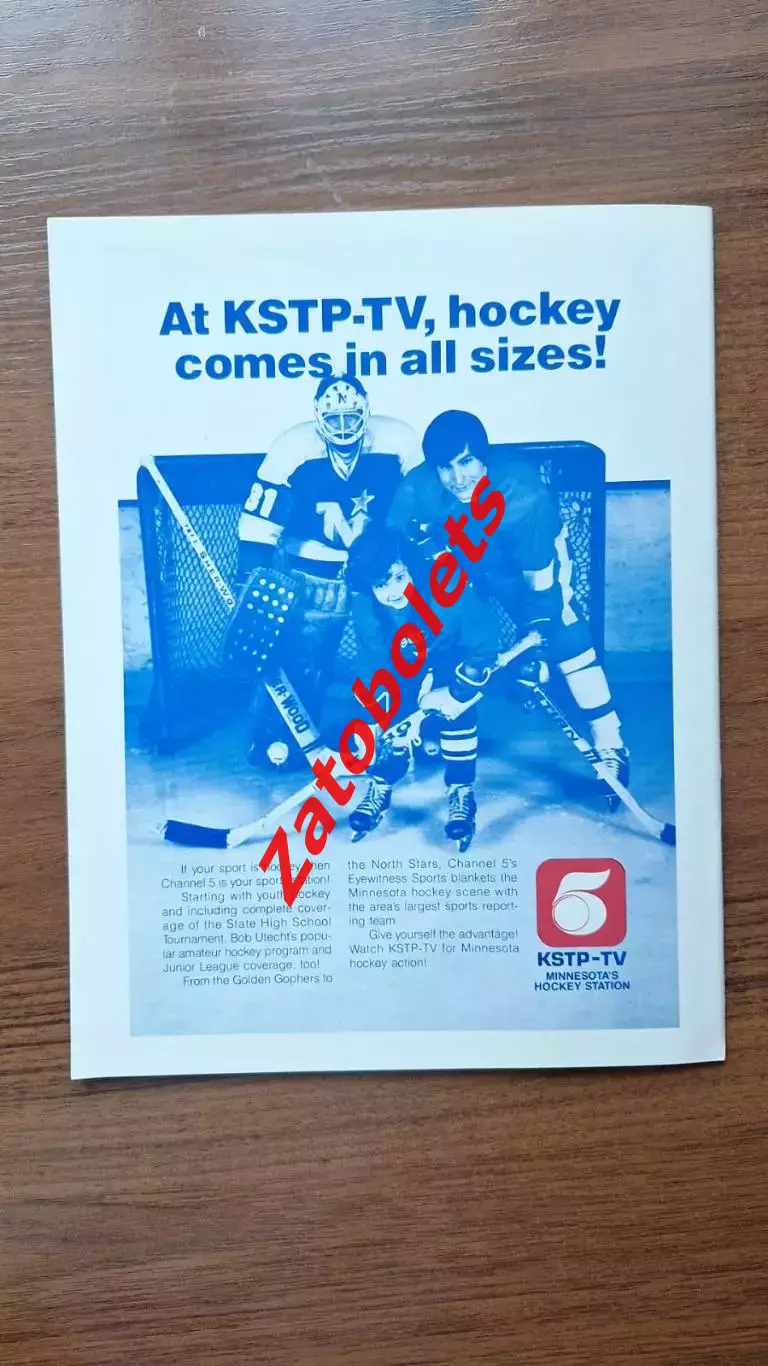 At KSTP-TV, hockey
comes in all sizes!
N
31
N
SHER-WOOD
Zatobolets
If your sport is hockey then
Channel 5 is your sports station!
Starting with youth hockey
and including complete cover-
age of the State High School
Tournament, Bob Utecht's popu-
lar amateur hockey program and
Junior League coverage, too!
From the Golden Gophers to
the North Stars, Channel 5's
Eyewitness Sports blankets the
Minnesota hockey scene with
the area's largest sports report-
ing team.
Give yourself the advantage!
Watch KSTP-TV for Minnesota
hockey action!
5
KSTP-TV
MINNESOTA'S
HOCKEY STATION